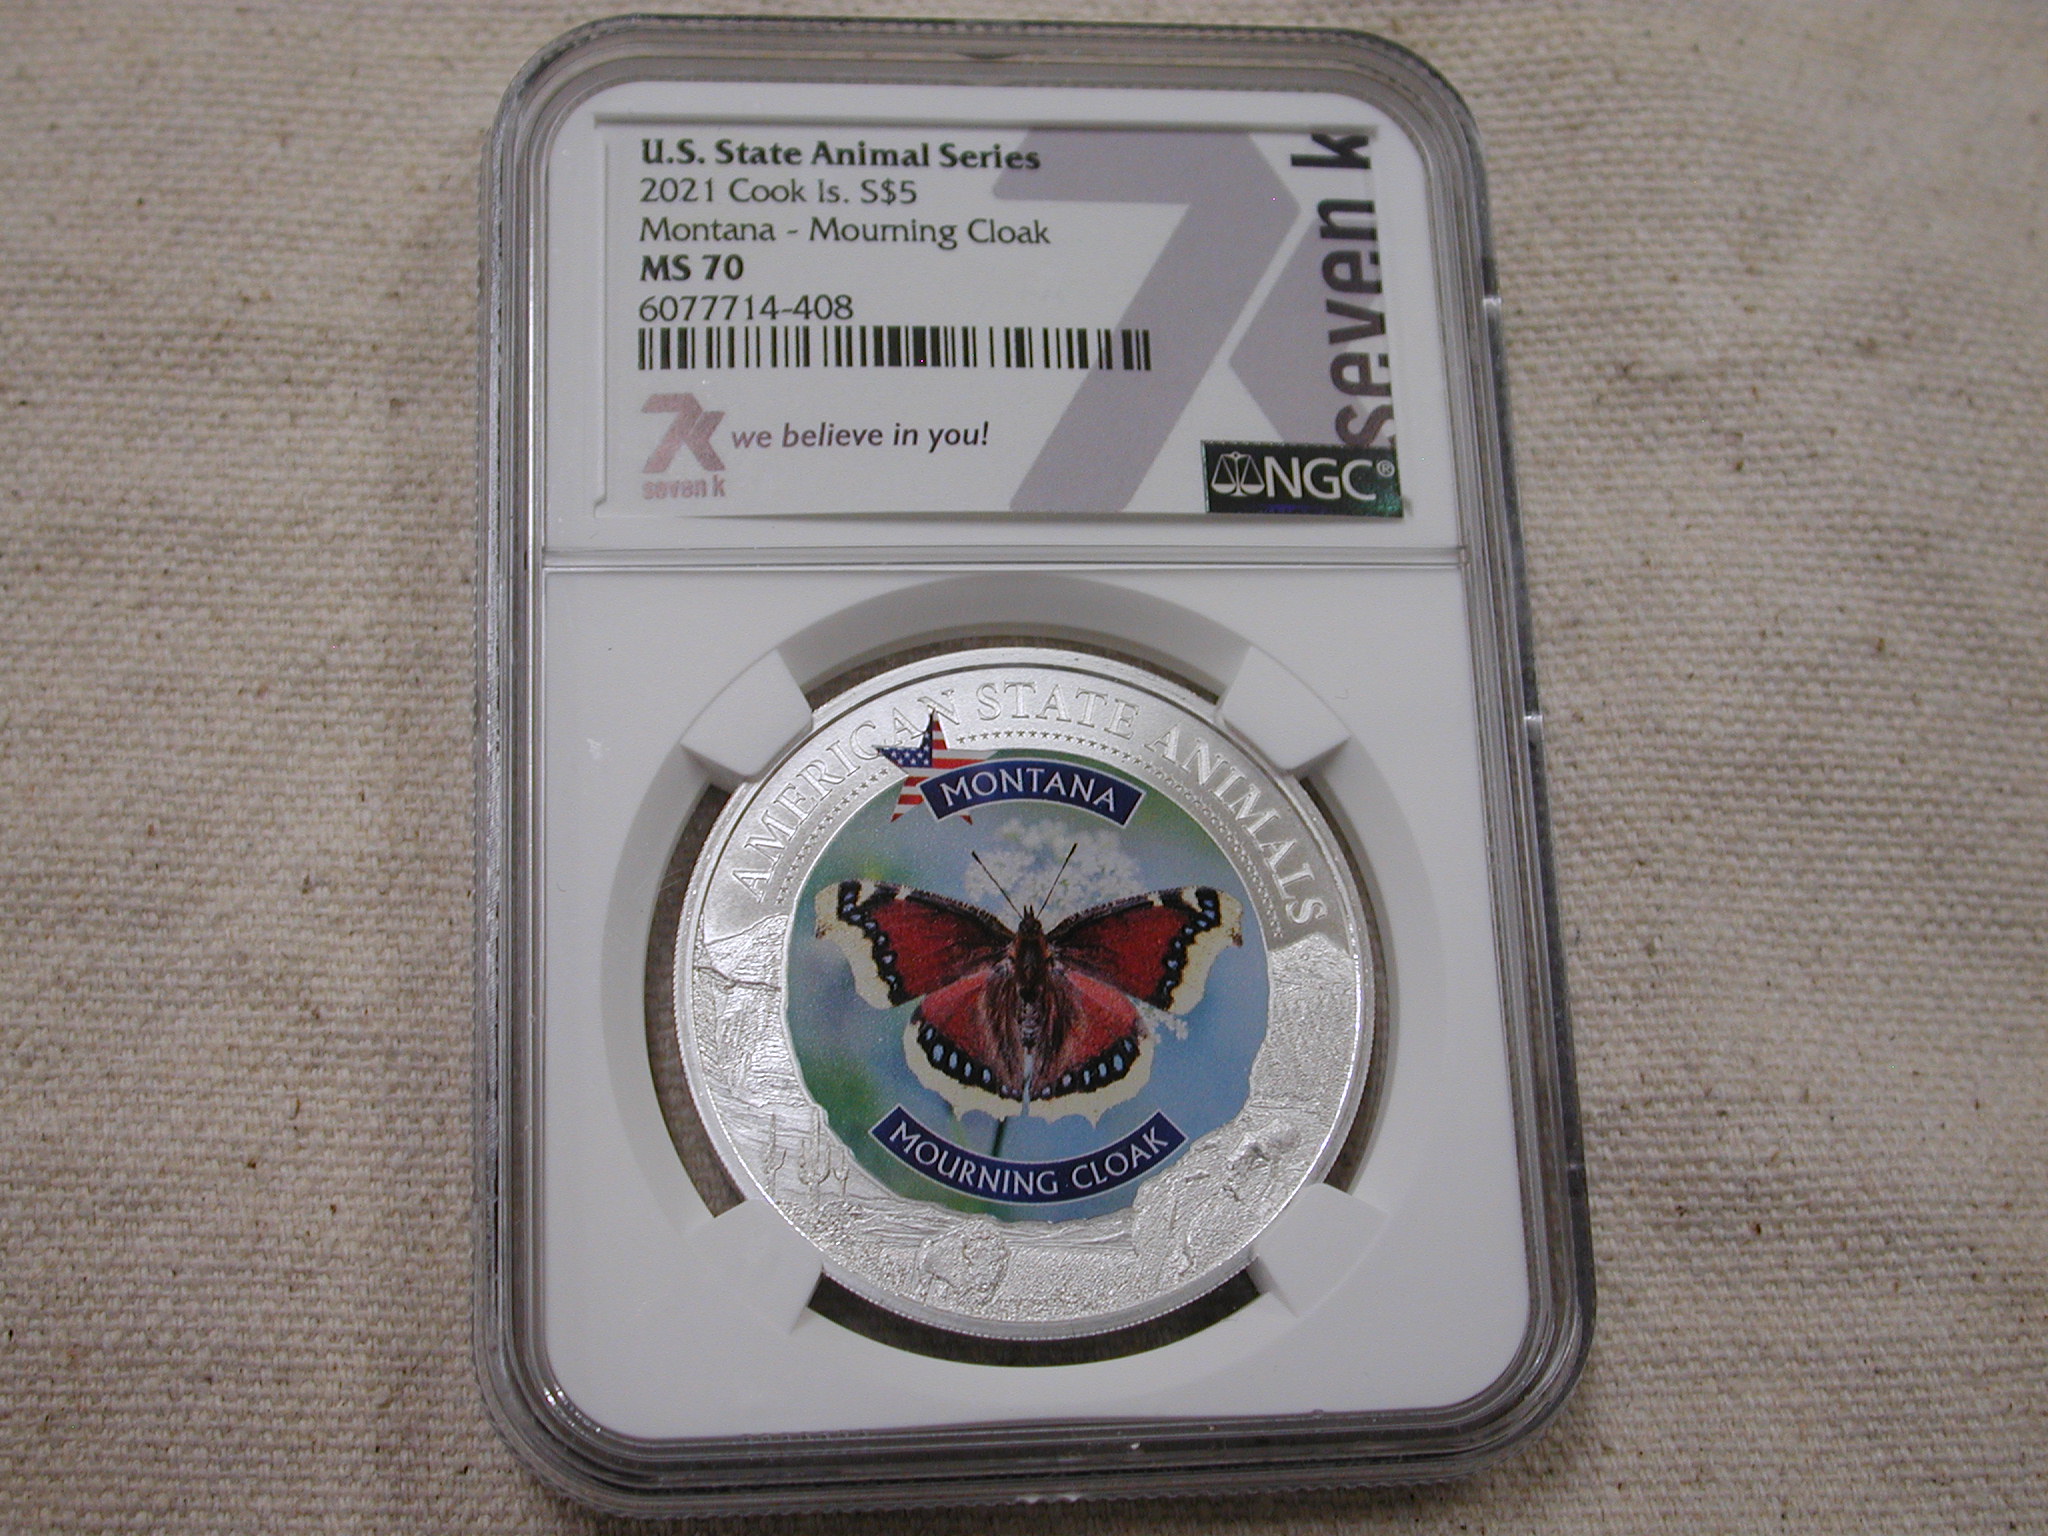 U.S. State Animal Series
2021 Cook Is. S$5
Montana - Mourning Cloak
MS 70
6077714-408
7k
seven k
we believe in you!
seven k
NGC®
AMERICAN STATE ANIMALS
MONTANA
MOURNING CLOAK